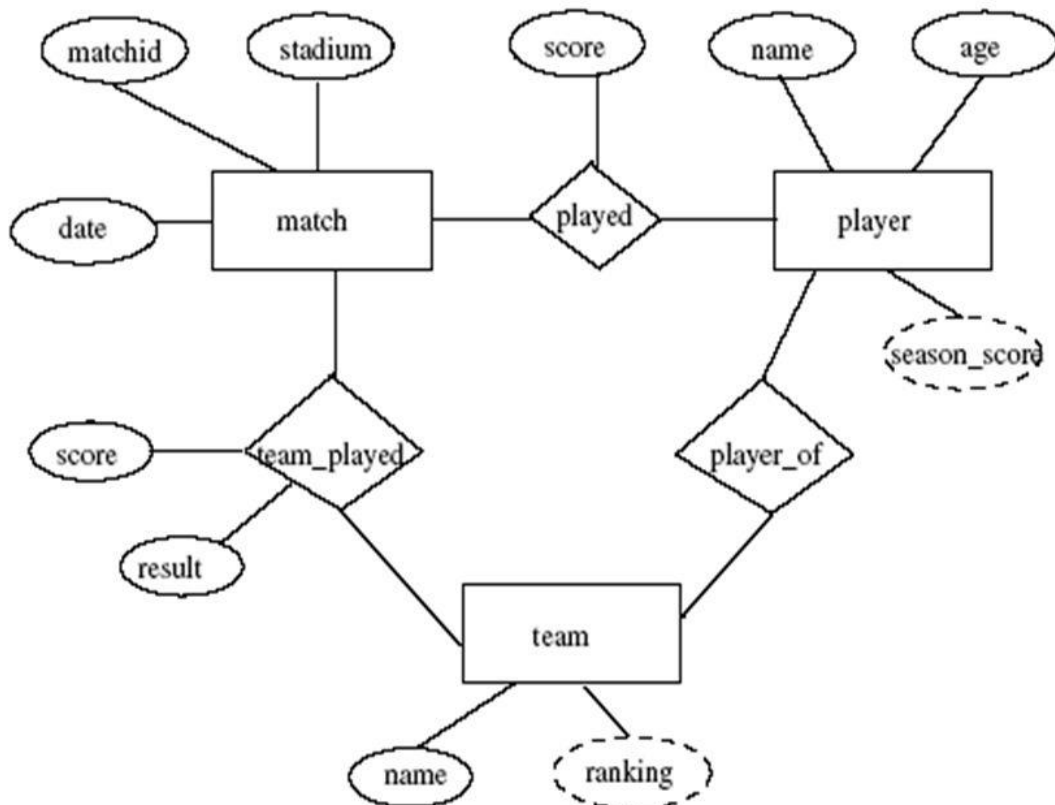 matchid
stadium
score
name
age
date
match
played
player
season_score
score
team_played
player_of
result
team
name
ranking